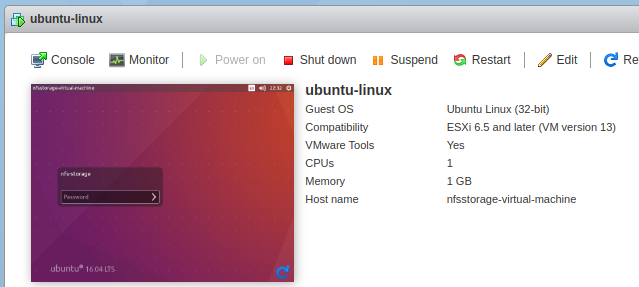 ubuntu-linux
Console Monitor Power on Shut down Suspend Restart Edit Re
nfsstorage-virtual-machine 22:32
nfs-storage
Password
ubuntu® 16.04 LTS
ubuntu-linux
Guest OS Ubuntu Linux (32-bit)
Compatibility ESXi 6.5 and later (VM version 13)
VMware Tools Yes
CPUs 1
Memory 1 GB
Host name nfsstorage-virtual-machine